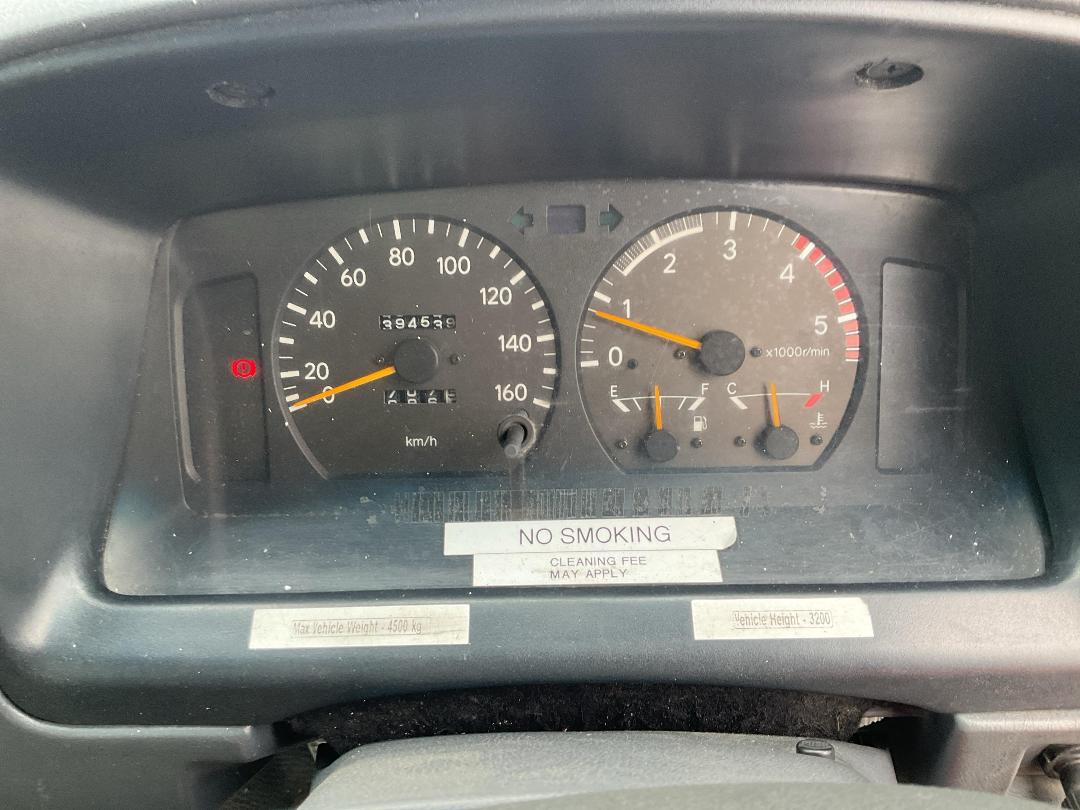 0
20
40
60
80
100
120
140
160
39453
km/h
0
1
2
3
4
5
x1000r/min
E F
C H
NO SMOKING
CLEANING FEE
MAY APPLY
Max Vehicle Weight - 4500 kg
Vehicle Height - 3200